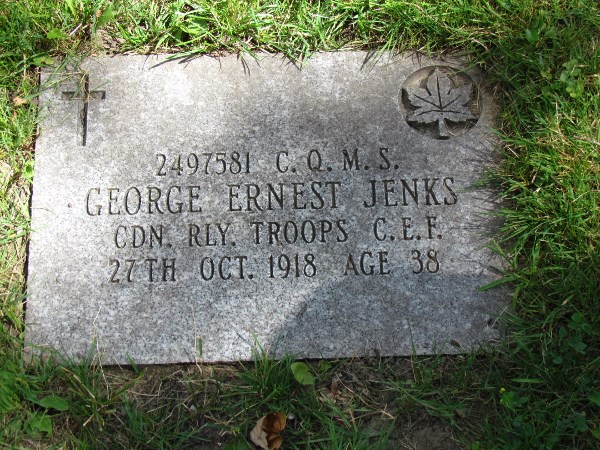 2497581 C.Q.M.S.
GEORGE ERNEST JENKS
CDN. RLY. TROOPS C.E.F.
27TH OCT. 1918 AGE 38